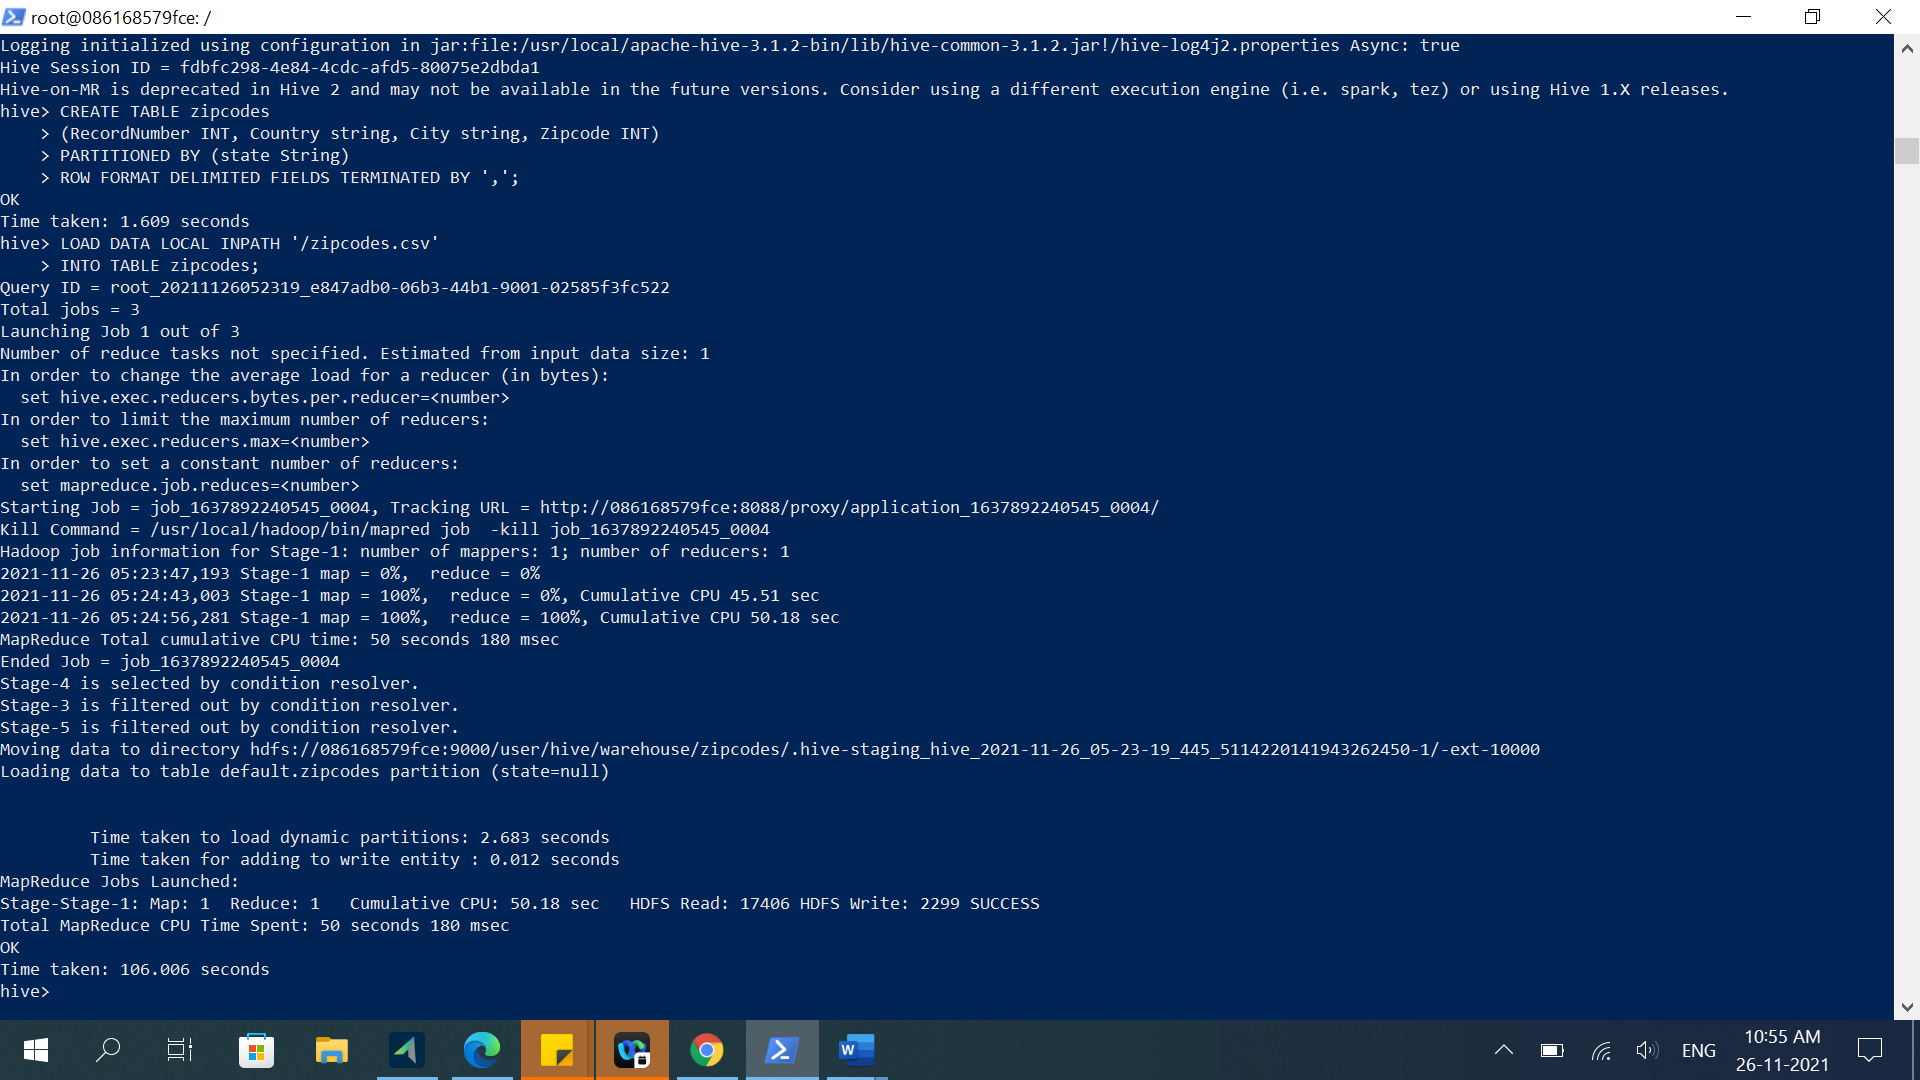 root@086168579fce: /
Logging initialized using configuration in jar:file:/usr/local/apache-hive-3.1.2-bin/lib/hive-common-3.1.2.jar!/hive-log4j2.properties Async: true
Hive Session ID = fdbfc298-4e84-4cdc-afd5-80075e2dbda1
Hive-on-MR is deprecated in Hive 2 and may not be available in the future versions. Consider using a different execution engine (i.e. spark, tez) or using Hive 1.X releases.
hive> CREATE TABLE zipcodes
    > (RecordNumber INT, Country string, City string, Zipcode INT)
    > PARTITIONED BY (state String)
    > ROW FORMAT DELIMITED FIELDS TERMINATED BY ',';
OK
Time taken: 1.609 seconds
hive> LOAD DATA LOCAL INPATH '/zipcodes.csv'
    > INTO TABLE zipcodes;
Query ID = root_20211126052319_e847adb0-06b3-44b1-9001-02585f3fc522
Total jobs = 3
Launching Job 1 out of 3
Number of reduce tasks not specified. Estimated from input data size: 1
In order to change the average load for a reducer (in bytes):
  set hive.exec.reducers.bytes.per.reducer=<number>
In order to limit the maximum number of reducers:
  set hive.exec.reducers.max=<number>
In order to set a constant number of reducers:
  set mapreduce.job.reduces=<number>
Starting Job = job_1637892240545_0004, Tracking URL = http://086168579fce:8088/proxy/application_1637892240545_0004/
Kill Command = /usr/local/hadoop/bin/mapred job  -kill job_1637892240545_0004
Hadoop job information for Stage-1: number of mappers: 1; number of reducers: 1
2021-11-26 05:23:47,193 Stage-1 map = 0%,  reduce = 0%
2021-11-26 05:24:43,003 Stage-1 map = 100%,  reduce = 0%, Cumulative CPU 45.51 sec
2021-11-26 05:24:56,281 Stage-1 map = 100%,  reduce = 100%, Cumulative CPU 50.18 sec
MapReduce Total cumulative CPU time: 50 seconds 180 msec
Ended Job = job_1637892240545_0004
Stage-4 is selected by condition resolver.
Stage-3 is filtered out by condition resolver.
Stage-5 is filtered out by condition resolver.
Moving data to directory hdfs://086168579fce:9000/user/hive/warehouse/zipcodes/.hive-staging_hive_2021-11-26_05-23-19_445_5114220141943262450-1/-ext-10000
Loading data to table default.zipcodes partition (state=null)
         Time taken to load dynamic partitions: 2.683 seconds
         Time taken for adding to write entity : 0.012 seconds
MapReduce Jobs Launched:
Stage-Stage-1: Map: 1  Reduce: 1   Cumulative CPU: 50.18 sec   HDFS Read: 17406 HDFS Write: 2299 SUCCESS
Total MapReduce CPU Time Spent: 50 seconds 180 msec
OK
Time taken: 106.006 seconds
hive>
ENG
10:55 AM
26-11-2021